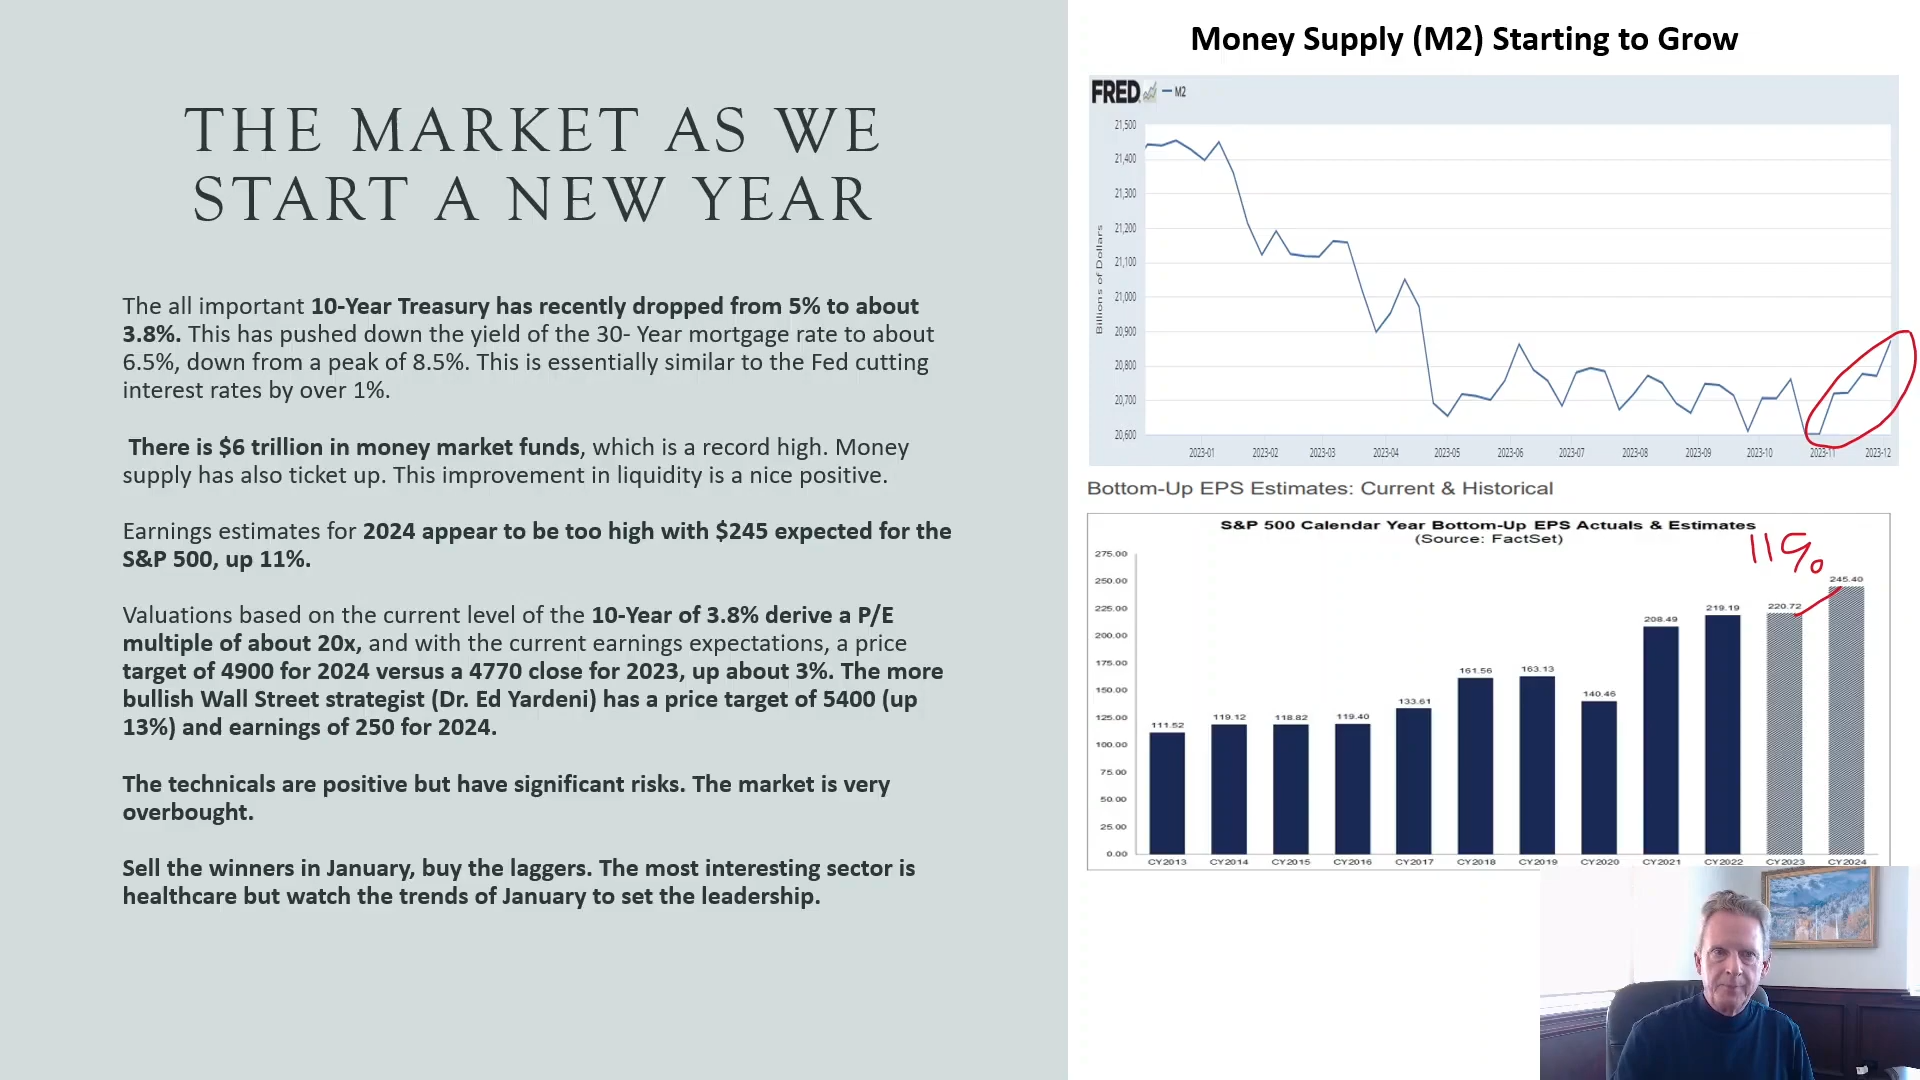 THE MARKET AS WE
START A NEW YEAR
The all important 10-Year Treasury has recently dropped from 5% to about
3.8%. This has pushed down the yield of the 30- Year mortgage rate to about
6.5%, down from a peak of 8.5%. This is essentially similar to the Fed cutting
interest rates by over 1%.
There is $6 trillion in money market funds, which is a record high. Money
supply has also ticket up. This improvement in liquidity is a nice positive.
Earnings estimates for 2024 appear to be too high with $245 expected for the
S&P 500, up 11%.
Valuations based on the current level of the 10-Year of 3.8% derive a P/E
multiple of about 20x, and with the current earnings expectations, a price
target of 4900 for 2024 versus a 4770 close for 2023, up about 3%. The more
bullish Wall Street strategist (Dr. Ed Yardeni) has a price target of 5400 (up
13%) and earnings of 250 for 2024.
The technicals are positive but have significant risks. The market is very
overbought.
Sell the winners in January, buy the laggers. The most interesting sector is
healthcare but watch the trends of January to set the leadership.
Money Supply (M2) Starting to Grow
FRED M2
21,500
21,400
21,300
21,200
21,100
21,000
20,900
20,800
20,700
20,600
Billions of Dollars
2023-01 2023-02 2023-03 2023-04 2023-05 2023-06 2023-07 2023-08 2023-09 2023-10 2023-11 2023-12
Bottom-Up EPS Estimates: Current & Historical
S&P 500 Calendar Year Bottom-Up EPS Actuals & Estimates
(Source: FactSet)
11%
275.00
250.00
225.00
200.00
175.00
150.00
125.00
100.00
75.00
50.00
25.00
0.00
111.52 119.12 118.82 119.40 133.61 161.56 163.13 140.46 208.49 219.19 220.72 245.40
CY2013 CY2014 CY2015 CY2016 CY2017 CY2018 CY2019 CY2020 CY2021 CY2022 CY2023 CY2024